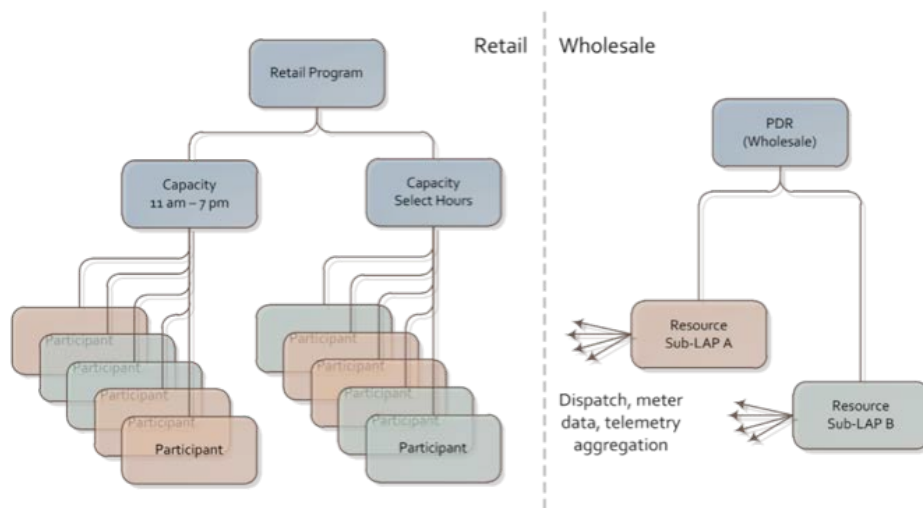 Retail
Wholesale
Retail Program
Capacity
11 am – 7 pm
Capacity
Select Hours
Participant
Participant
Participant
Participant
Participant
Participant
Participant
Participant
Participant
Participant
PDR
(Wholesale)
Resource
Sub-LAP A
Dispatch, meter
data, telemetry
aggregation
Resource
Sub-LAP B